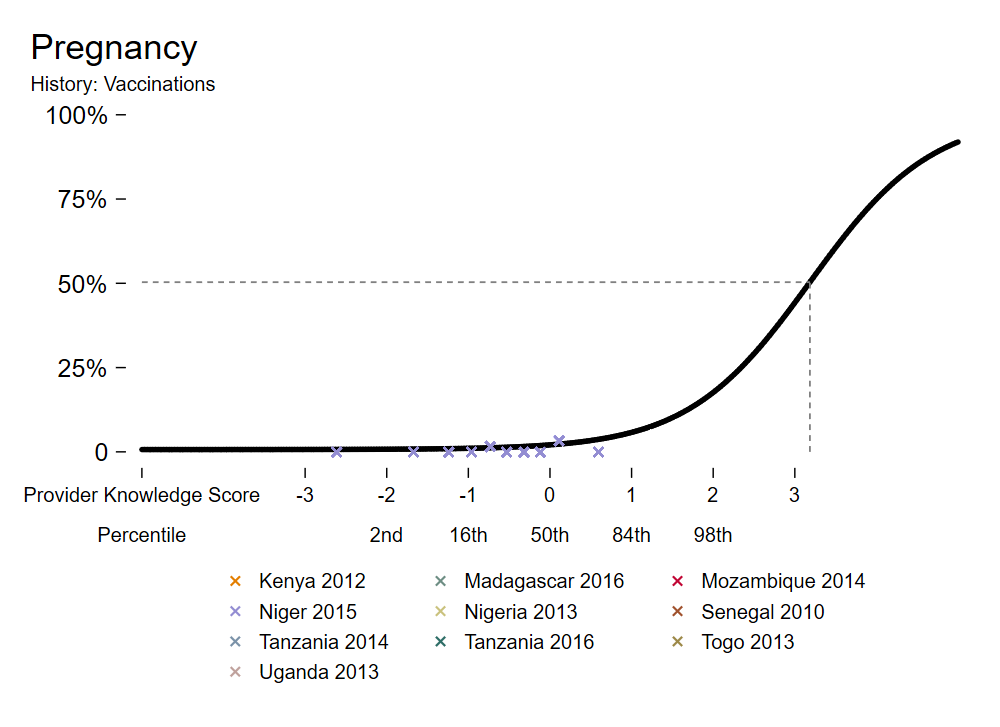 Pregnancy
History: Vaccinations
100%
75%
50%
25%
0
Provider Knowledge Score -3 -2 -1 0 1 2 3
Percentile 2nd 16th 50th 84th 98th
Kenya 2012 Madagascar 2016 Mozambique 2014
Niger 2015 Nigeria 2013 Senegal 2010
Tanzania 2014 Tanzania 2016 Togo 2013
Uganda 2013